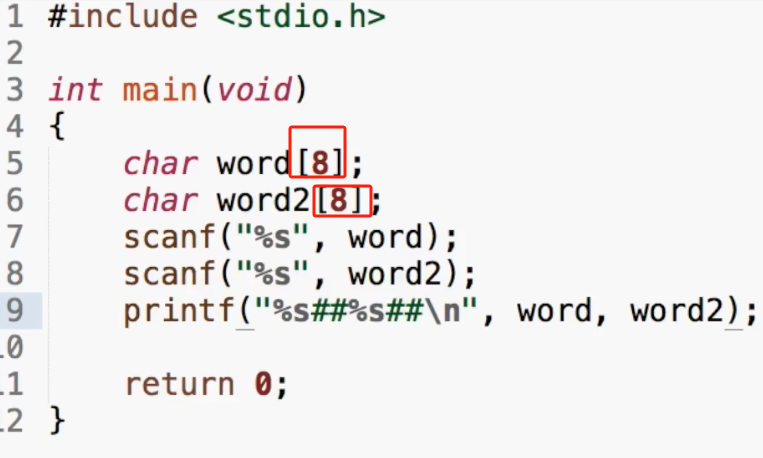 1 #include <stdio.h>
2
3 int main(void)
4 {
5 char word[8];
6 char word2[8];
7 scanf("%s", word);
8 scanf("%s", word2);
9 printf("%s##%s##\n", word, word2);
10
11 return 0;
12 }